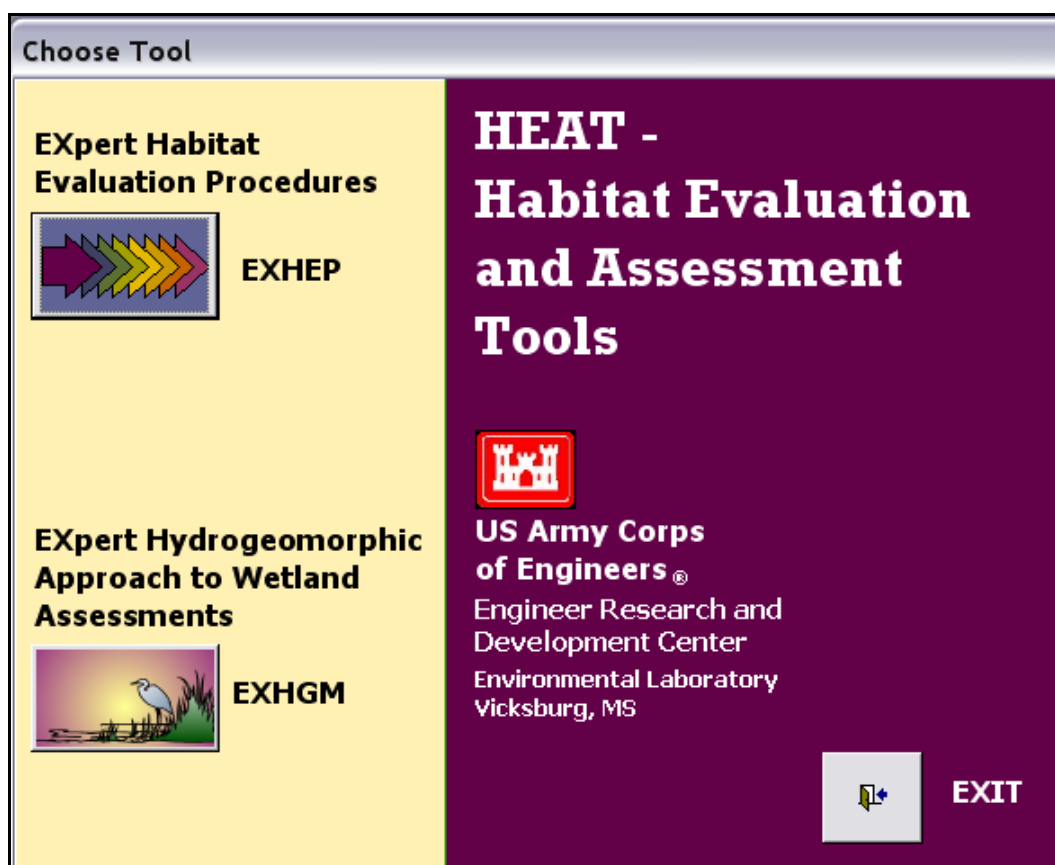 Choose Tool
EXpert Habitat
Evaluation Procedures
EXHEP
EXpert Hydrogeomorphic
Approach to Wetland
Assessments
EXHGM
HEAT -
Habitat Evaluation
and Assessment
Tools
US Army Corps
of Engineers ®
Engineer Research and
Development Center
Environmental Laboratory
Vicksburg, MS
EXIT